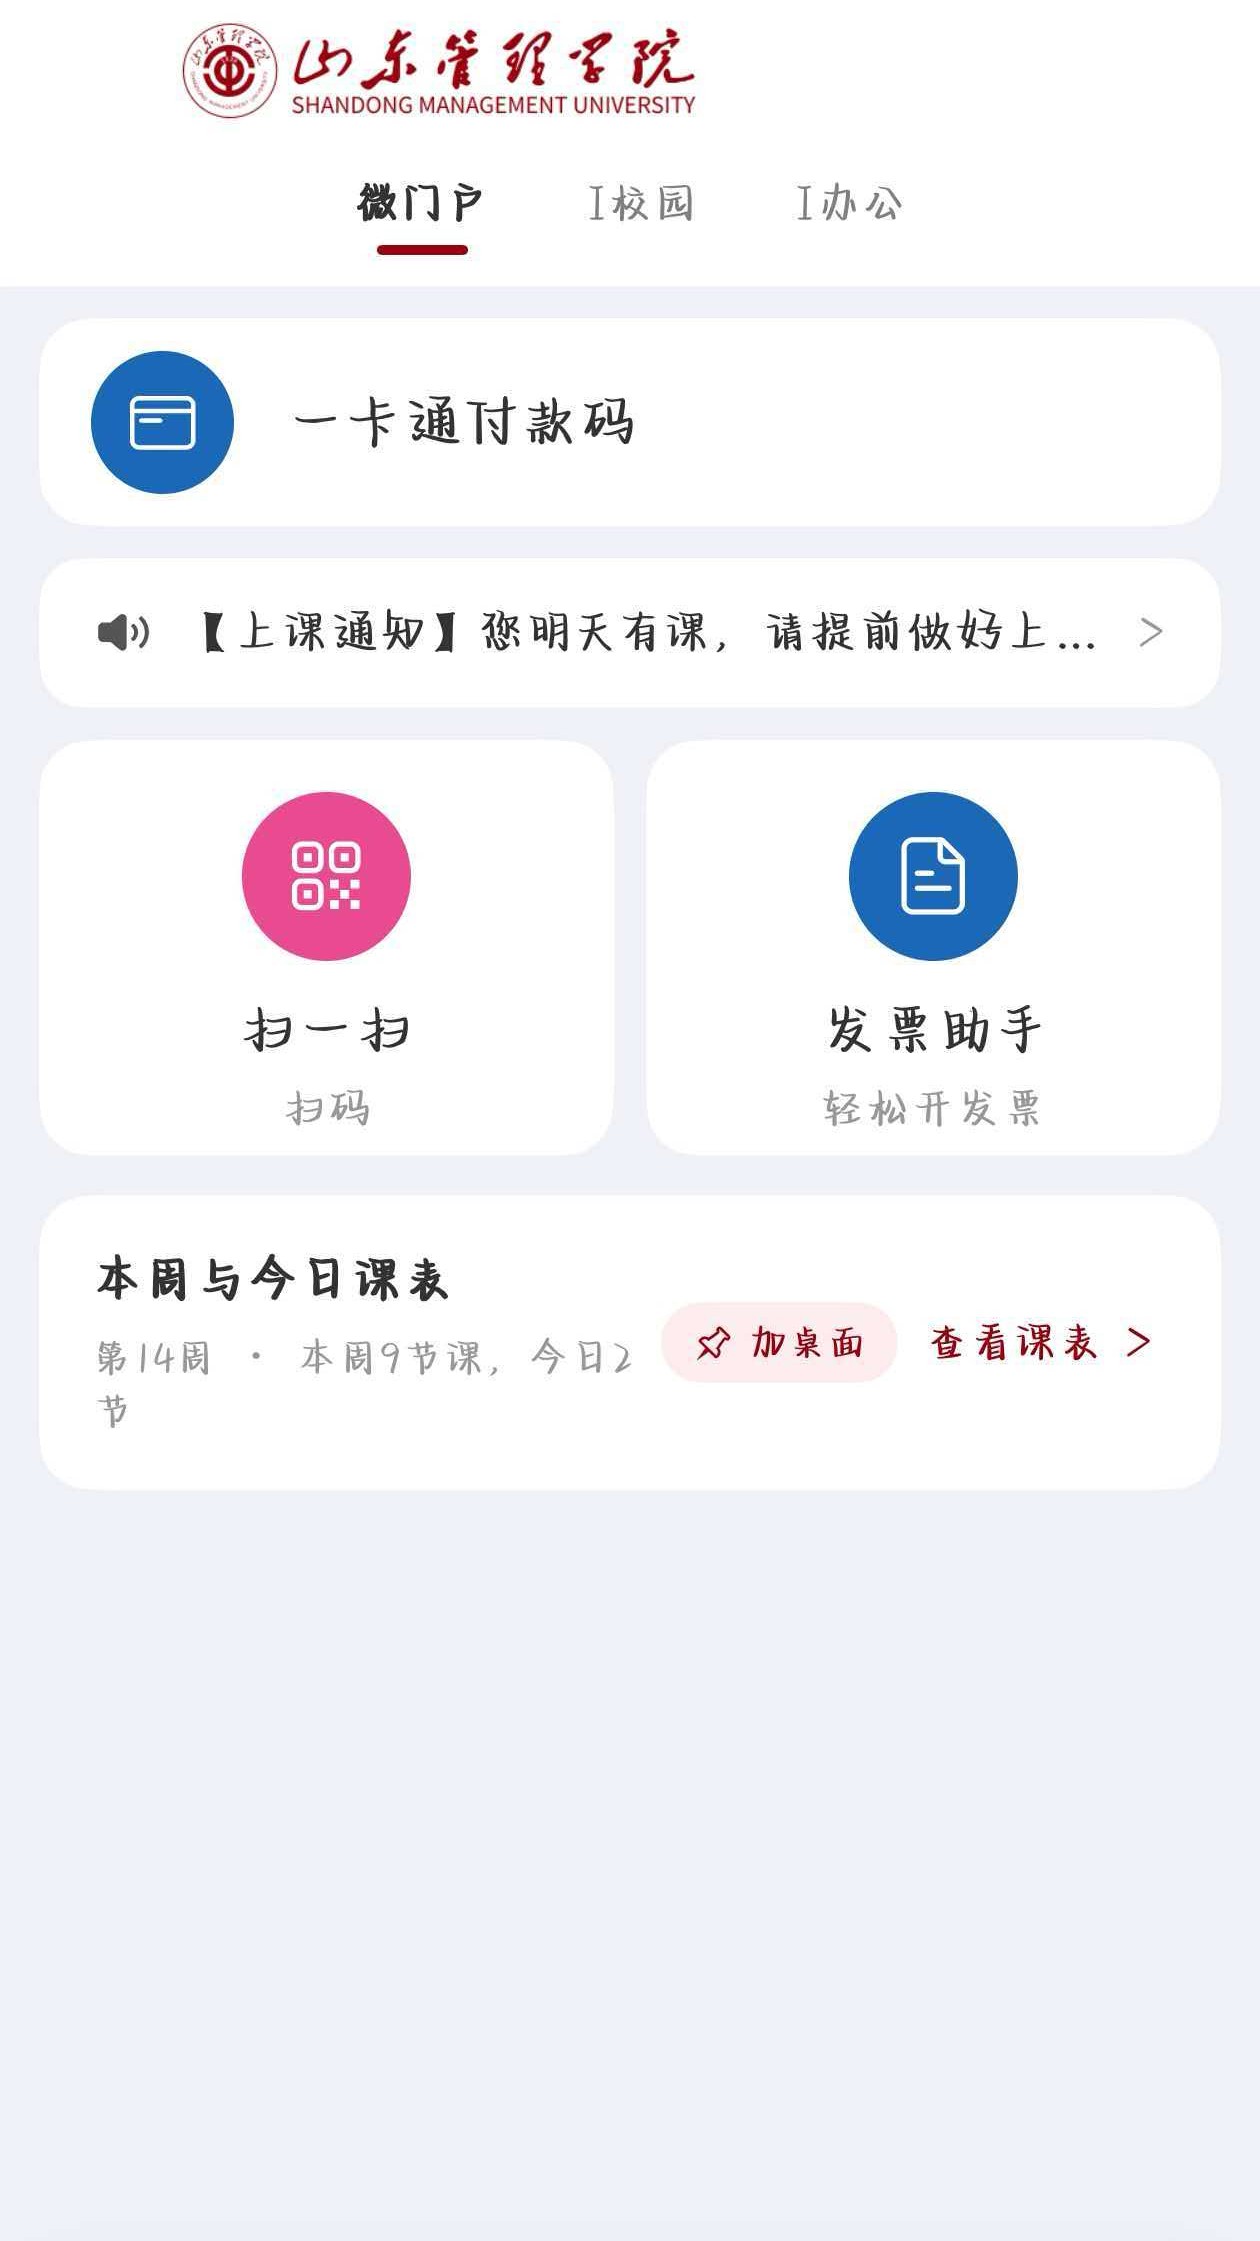 山东管理学院
SHANDONG MANAGEMENT UNIVERSITY
微门户 I校园 I办公
一卡通付款码
【上课通知】您明天有课，请提前做好上...
扫一扫
扫码
发票助手
轻松开发票
本周与今日课表
第14周 · 本周9节课，今日2
节
加桌面 查看课表 >